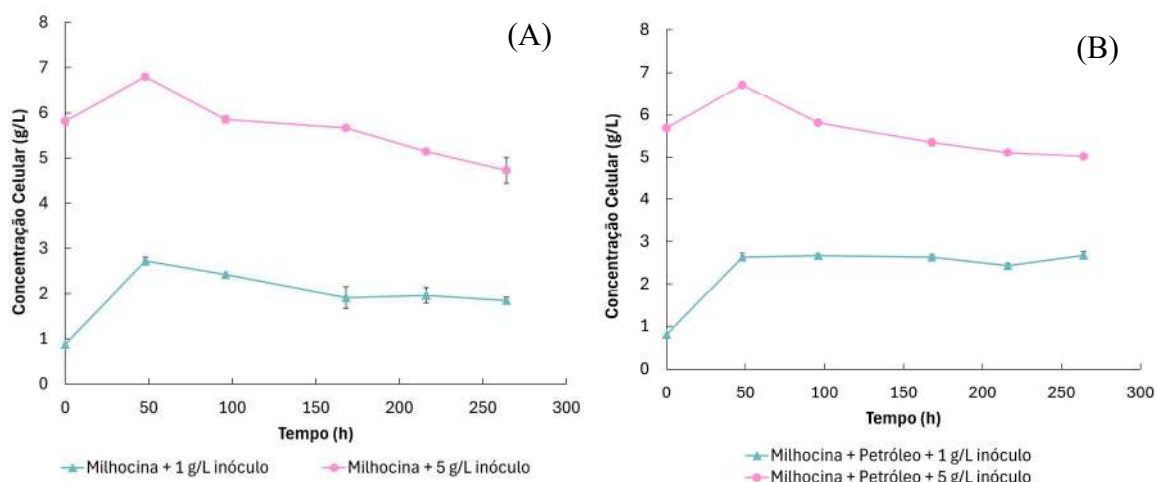 (A)
Concentração Celular (g/L)
8
7
6
5
4
3
2
1
0
0 50 100 150 200 250 300
Tempo (h)
Milhocina + 1 g/L inóculo Milhocina + 5 g/L inóculo
(B)
Concentração Celular (g/L)
8
7
6
5
4
3
2
1
0
0 50 100 150 200 250 300
Tempo (h)
Milhocina + Petróleo + 1 g/L inóculo
Milhocina + Petróleo + 5 g/L inóculo